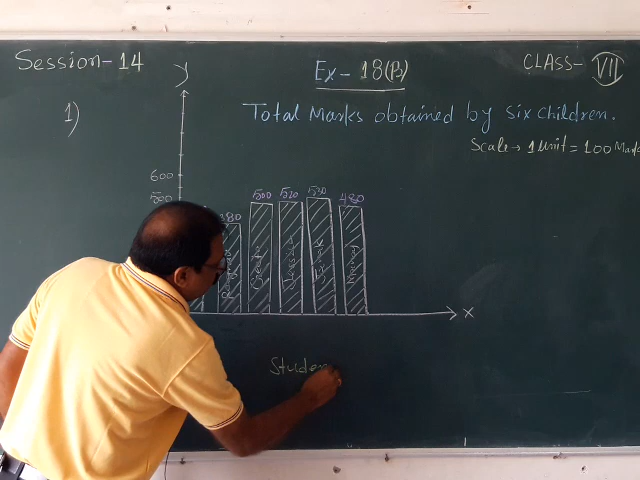 Session-14
Ex-18(P2)
CLASS- VII
y
1)
Total Marks obtained by six children.
Scale→ 1 Unit = 100 Marks
600
500
380 500 520 530 480
x
Studen